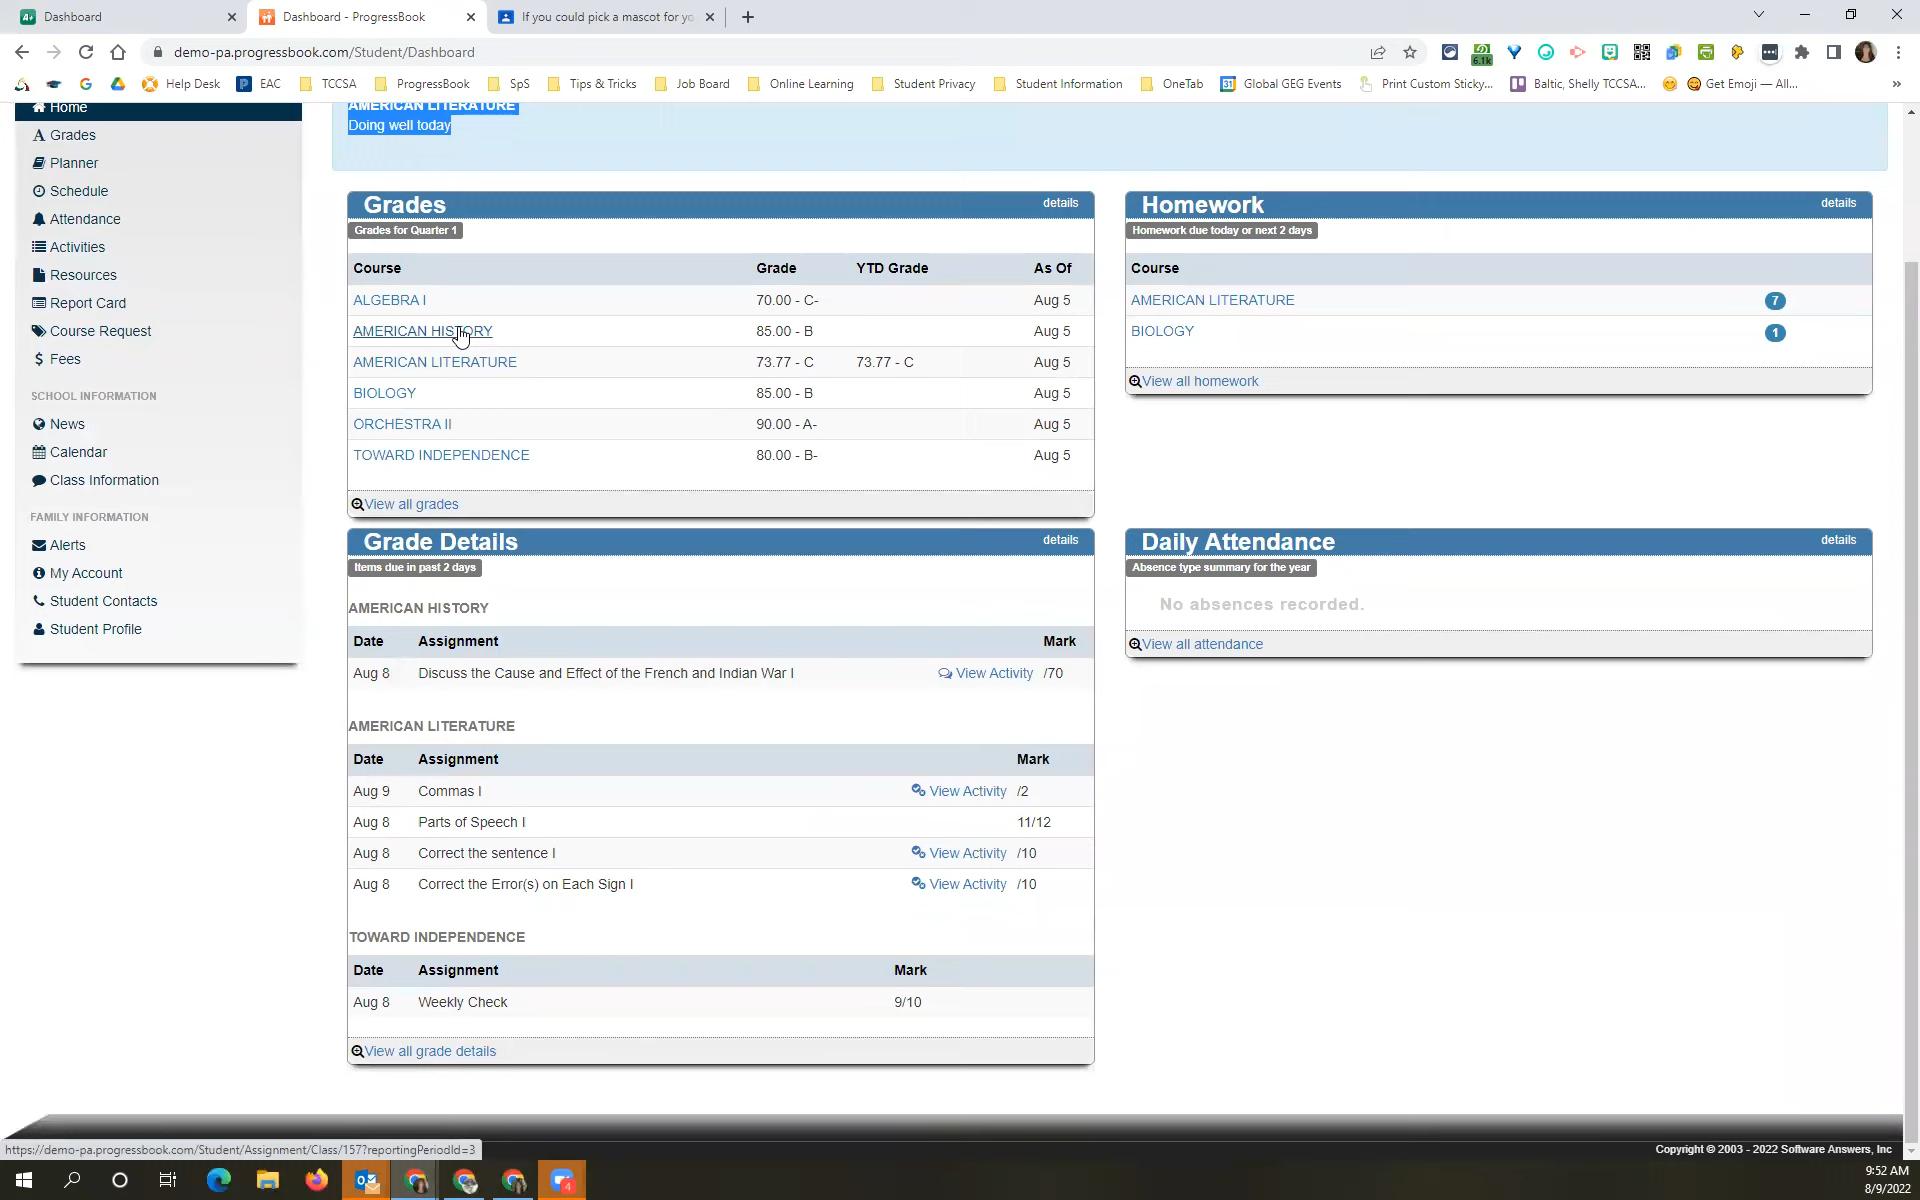 Dashboard
Dashboard - ProgressBook
If you could pick a mascot for yo
demo-pa.progressbook.com/Student/Dashboard
6.1k
Help Desk
EAC
TCCSA
ProgressBook
SpS
Tips & Tricks
Job Board
Online Learning
Student Privacy
Student Information
OneTab
31
Global GEG Events
Print Custom Sticky...
Baltic, Shelly TCCSA...
Get Emoji — All...
»
Home
Grades
Planner
Schedule
Attendance
Activities
Resources
Report Card
Course Request
$ Fees
SCHOOL INFORMATION
News
Calendar
Class Information
FAMILY INFORMATION
Alerts
My Account
Student Contacts
Student Profile
AMERICAN LITERATURE
Doing well today
Grades details
Grades for Quarter 1
Course Grade YTD Grade As Of
ALGEBRA I 70.00 - C- Aug 5
AMERICAN HISTORY 85.00 - B Aug 5
AMERICAN LITERATURE 73.77 - C 73.77 - C Aug 5
BIOLOGY 85.00 - B Aug 5
ORCHESTRA II 90.00 - A- Aug 5
TOWARD INDEPENDENCE 80.00 - B- Aug 5
View all grades
Homework details
Homework due today or next 2 days
Course
AMERICAN LITERATURE 7
BIOLOGY 1
View all homework
Grade Details details
Items due in past 2 days
AMERICAN HISTORY
Date Assignment Mark
Aug 8 Discuss the Cause and Effect of the French and Indian War I View Activity /70
AMERICAN LITERATURE
Date Assignment Mark
Aug 9 Commas I View Activity /2
Aug 8 Parts of Speech I 11/12
Aug 8 Correct the sentence I View Activity /10
Aug 8 Correct the Error(s) on Each Sign I View Activity /10
TOWARD INDEPENDENCE
Date Assignment Mark
Aug 8 Weekly Check 9/10
View all grade details
Daily Attendance details
Absence type summary for the year
No absences recorded.
View all attendance
https://demo-pa.progressbook.com/Student/Assignment/Class/157?reportingPeriodId=3
Copyright © 2003 - 2022 Software Answers, Inc
4
9:52 AM
8/9/2022